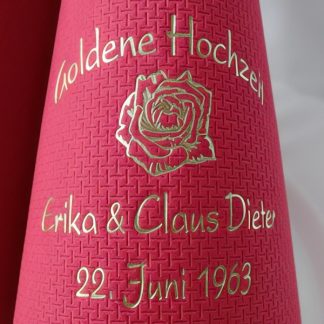 Goldene Hochzeit
Erika & Claus Dieter
22. Juni 1963